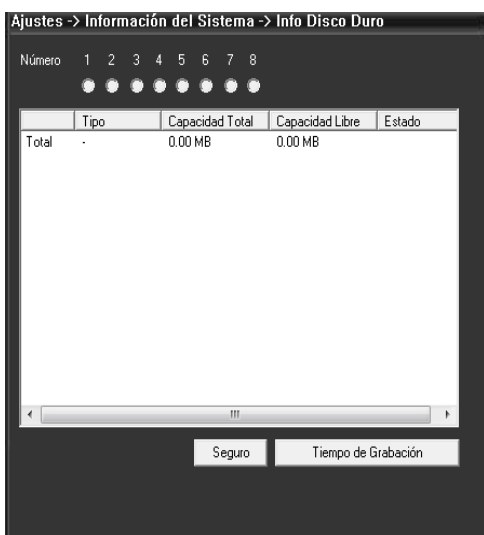 Ajustes -> Información del Sistema -> Info Disco Duro
Número 1 2 3 4 5 6 7 8
Tipo Capacidad Total Capacidad Libre Estado
Total - 0.00 MB 0.00 MB
Seguro Tiempo de Grabación